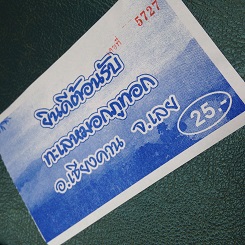 ที่ 5727
ยินดีต้อนรับ
ทะเลหมอกภูทอก
อ.เชียงคาน จ.เลย
25.-